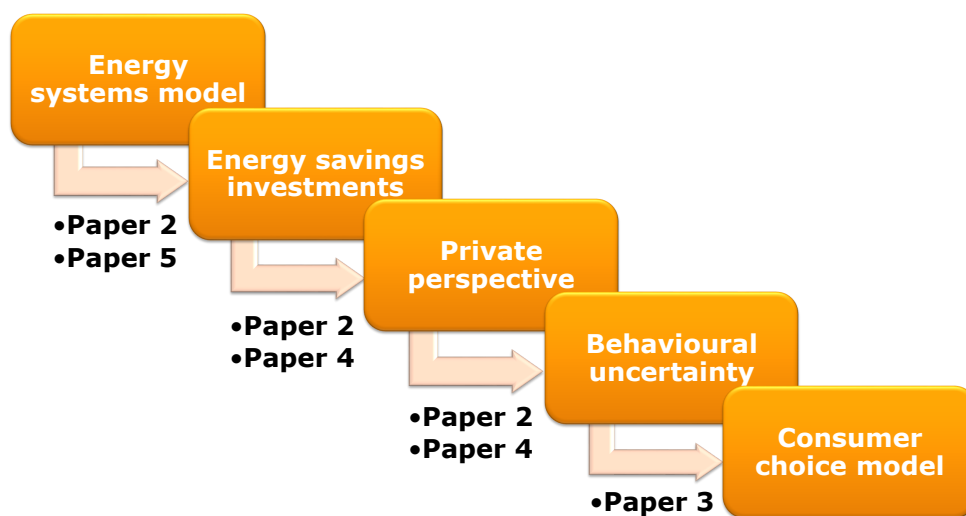 Energy
systems model
Energy savings
investments
•Paper 2
•Paper 5
Private
perspective
•Paper 2
•Paper 4
Behavioural
uncertainty
•Paper 2
•Paper 4
Consumer
choice model
•Paper 3